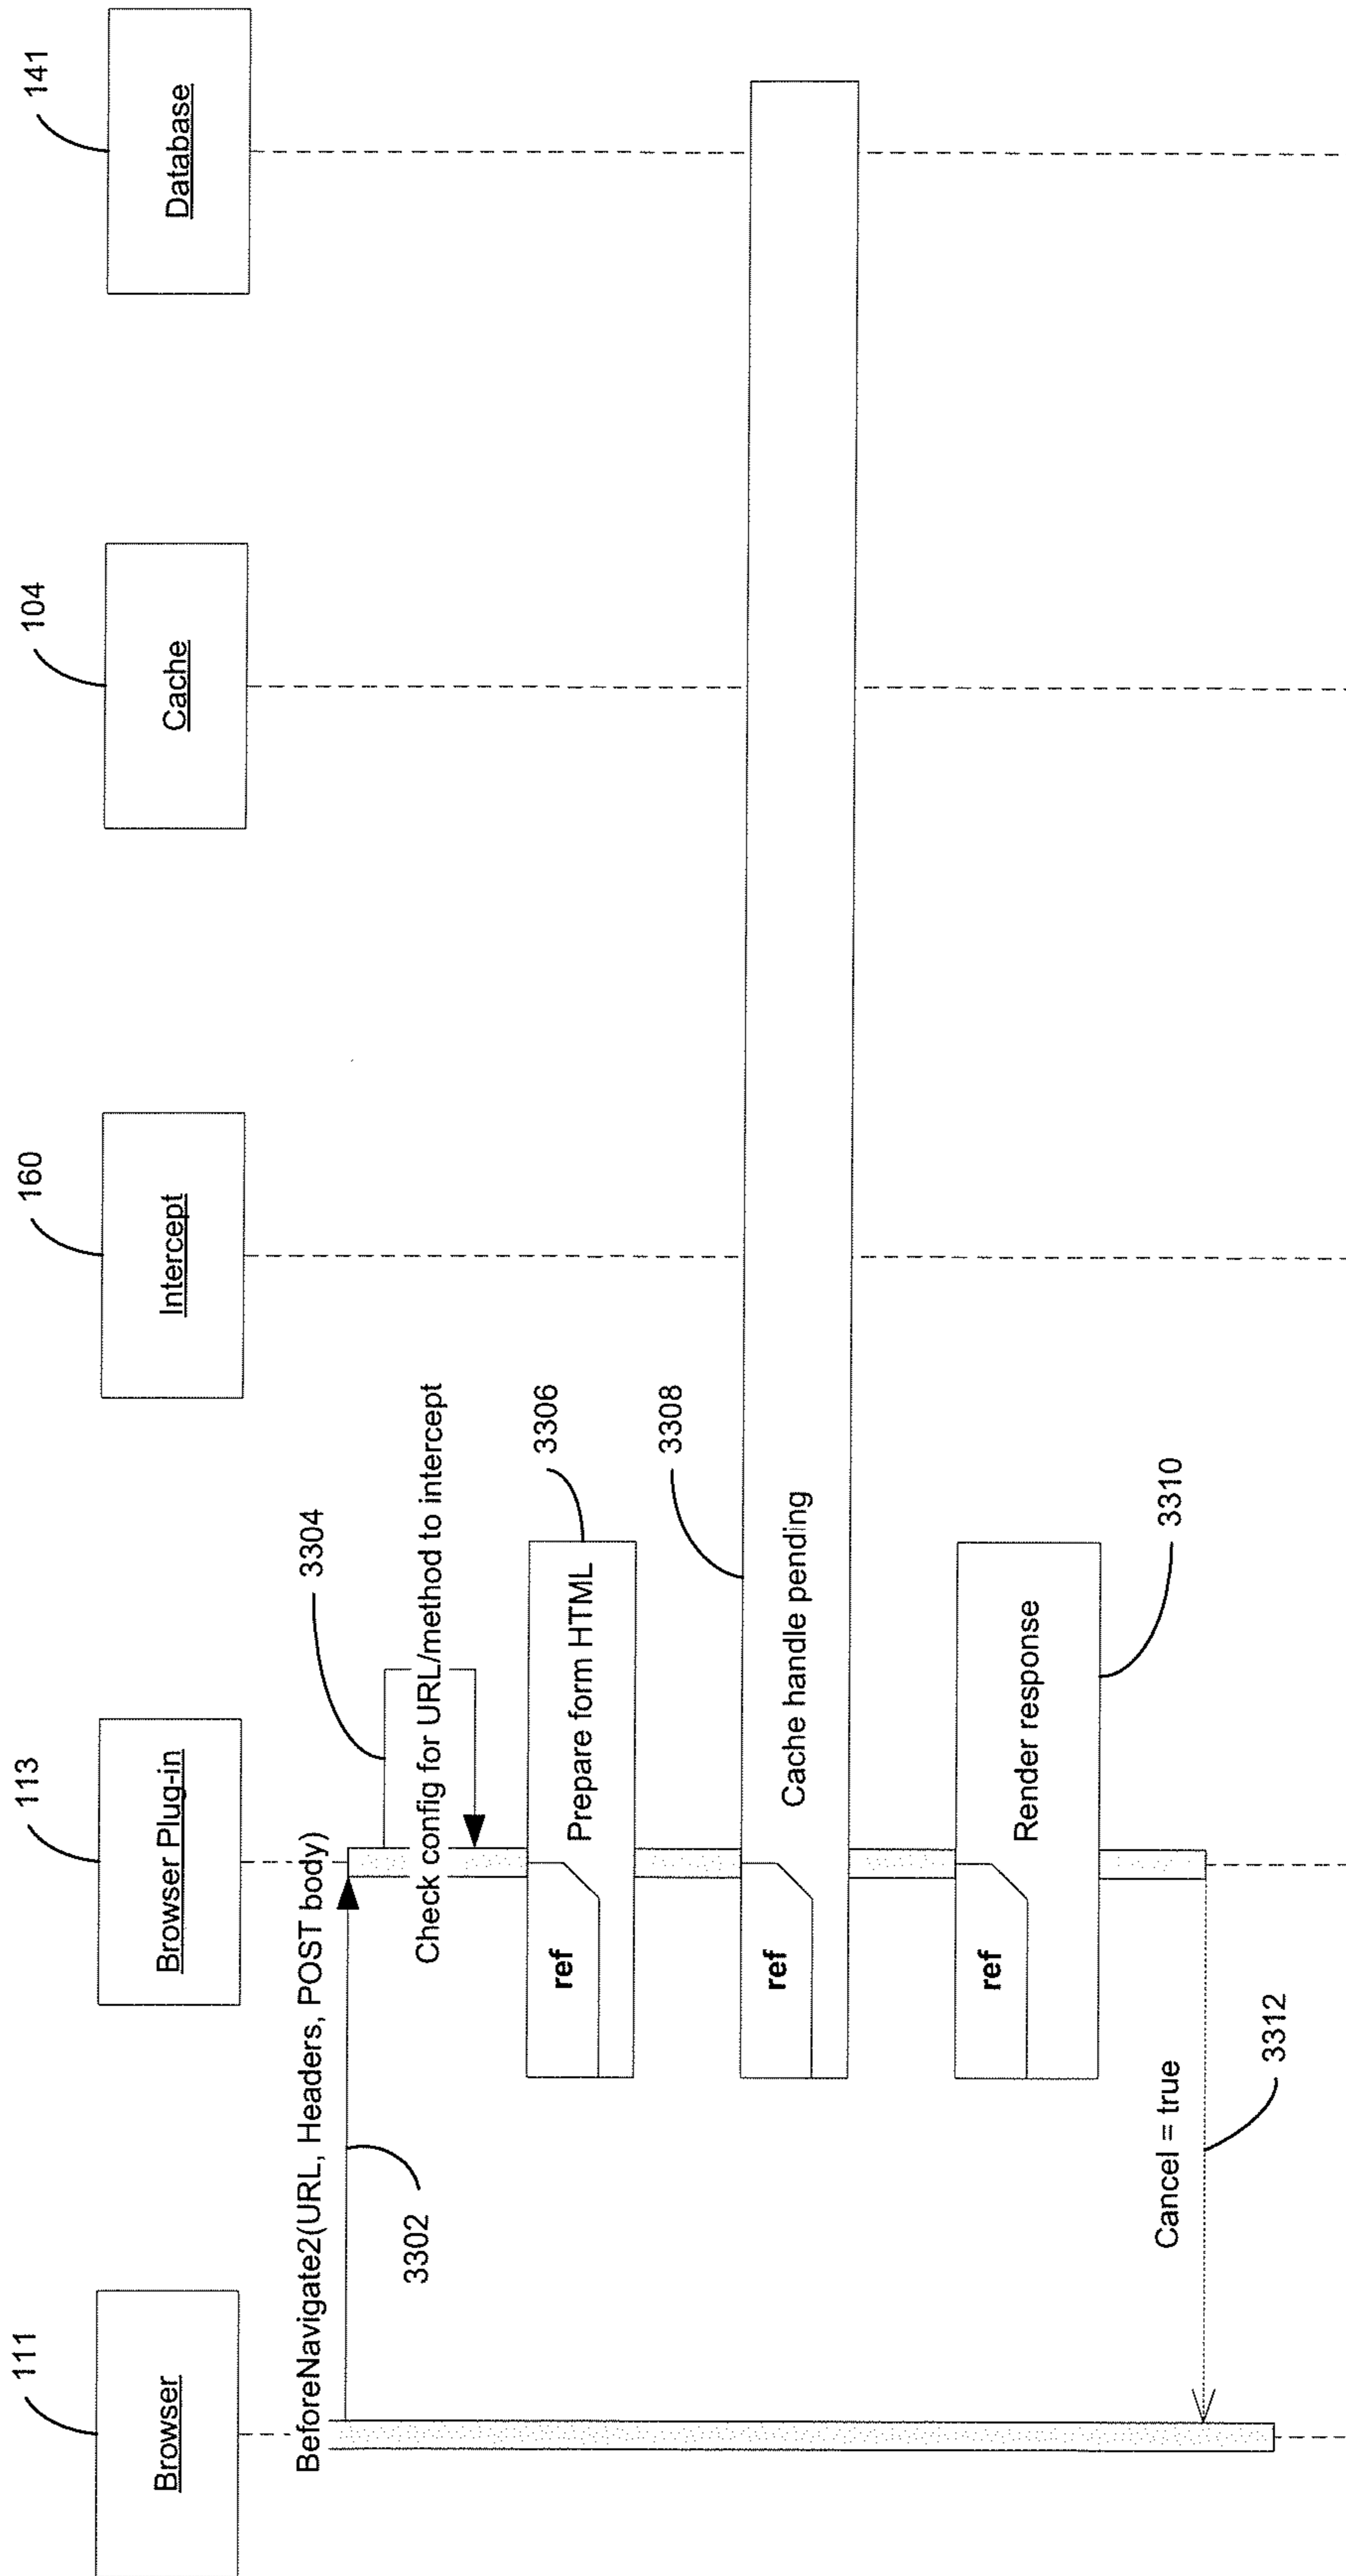 111
Browser
113
Browser Plug-in
160
Intercept
104
Cache
141
Database
BeforeNavigate2(URL, Headers, POST body)
3302
3304
Check config for URL/method to intercept
ref
Prepare form HTML
3306
ref
Cache handle pending
3308
ref
Render response
3310
Cancel = true
3312